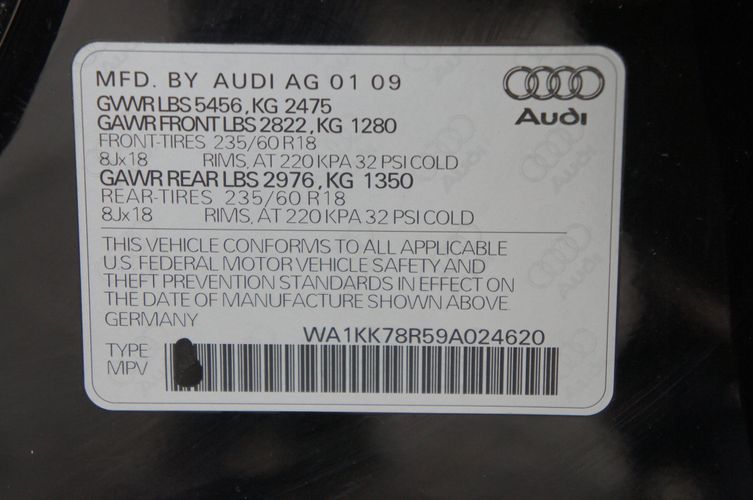 MFD. BY AUDI AG 01 09
GVWR LBS 5456, KG 2475
GAWR FRONT LBS 2822, KG 1280
FRONT-TIRES 235/60 R18
8Jx18 RIMS, AT 220 KPA 32 PSI COLD
GAWR REAR LBS 2976, KG 1350
REAR-TIRES 235/60 R18
8Jx18 RIMS, AT 220 KPA 32 PSI COLD
Audi
THIS VEHICLE CONFORMS TO ALL APPLICABLE
U.S. FEDERAL MOTOR VEHICLE SAFETY AND
THEFT PREVENTION STANDARDS IN EFFECT ON
THE DATE OF MANUFACTURE SHOWN ABOVE.
GERMANY
WA1KK78R59A024620
TYPE
MPV